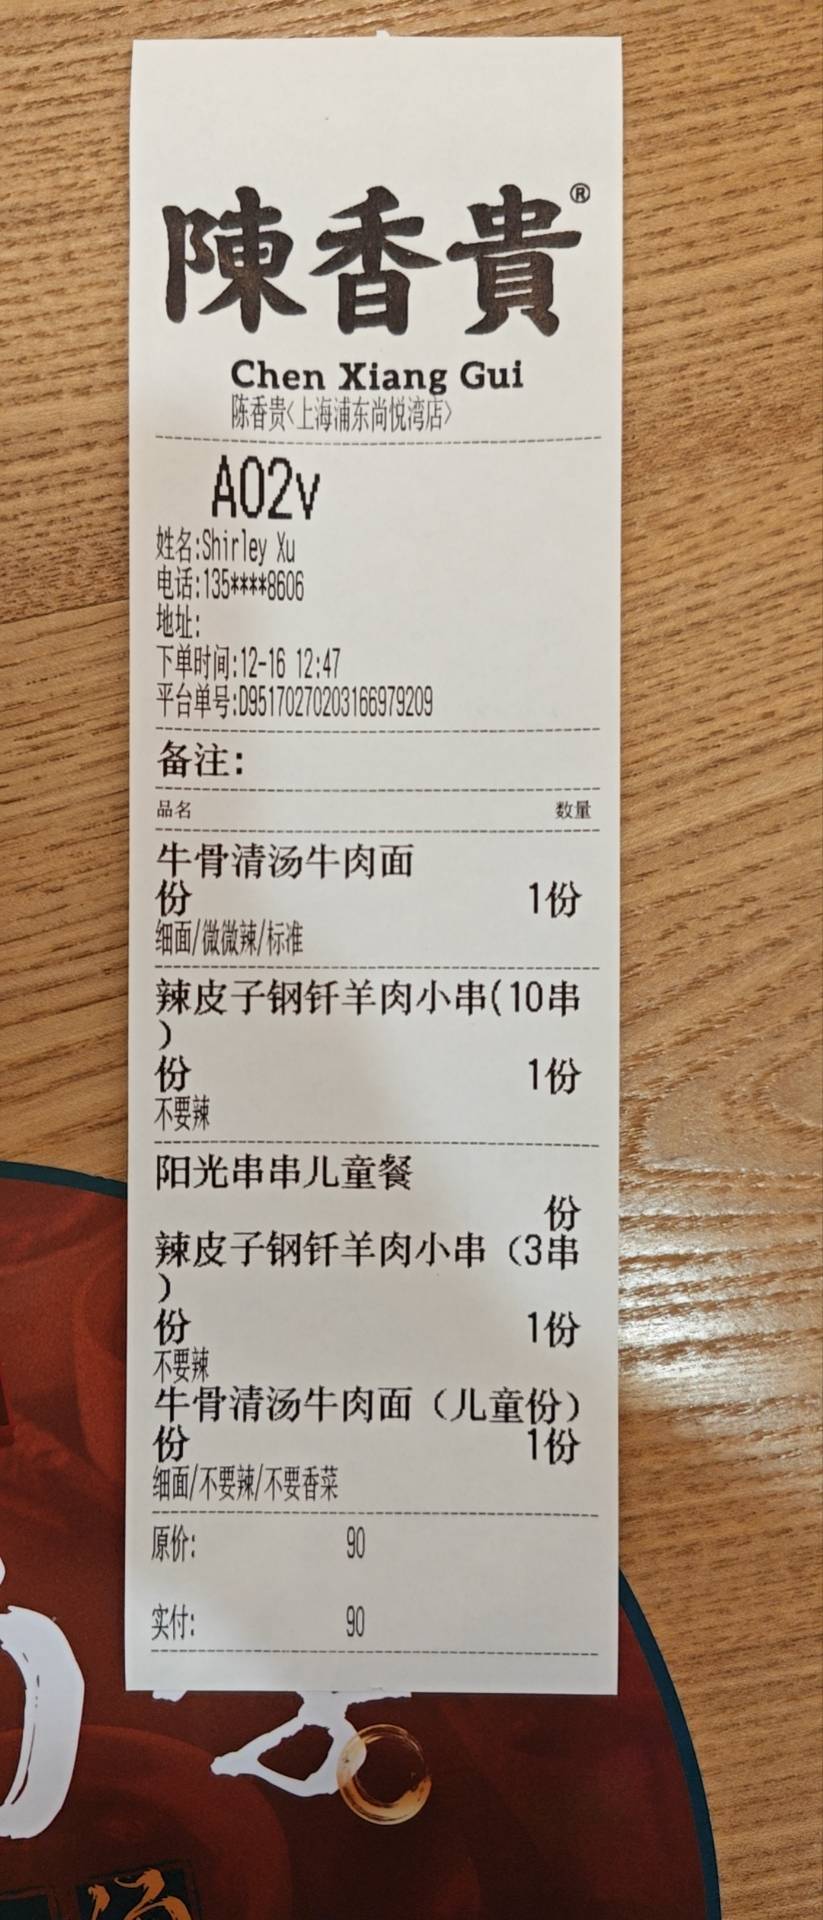 陳香貴®
Chen Xiang Gui
陈香贵<上海浦东尚悦湾店>
A02v
姓名:Shirley Xu
电话:135****8606
地址:
下单时间:12-16 12:47
平台单号:D95170270203166979209
备注:
品名 数量
牛骨清汤牛肉面
份 1份
细面/微微辣/标准
辣皮子钢钎羊肉小串(10串
)
份 1份
不要辣
阳光串串儿童餐
份
辣皮子钢钎羊肉小串（3串
）
份 1份
不要辣
牛骨清汤牛肉面（儿童份）
份 1份
细面/不要辣/不要香菜
原价: 90
实付: 90